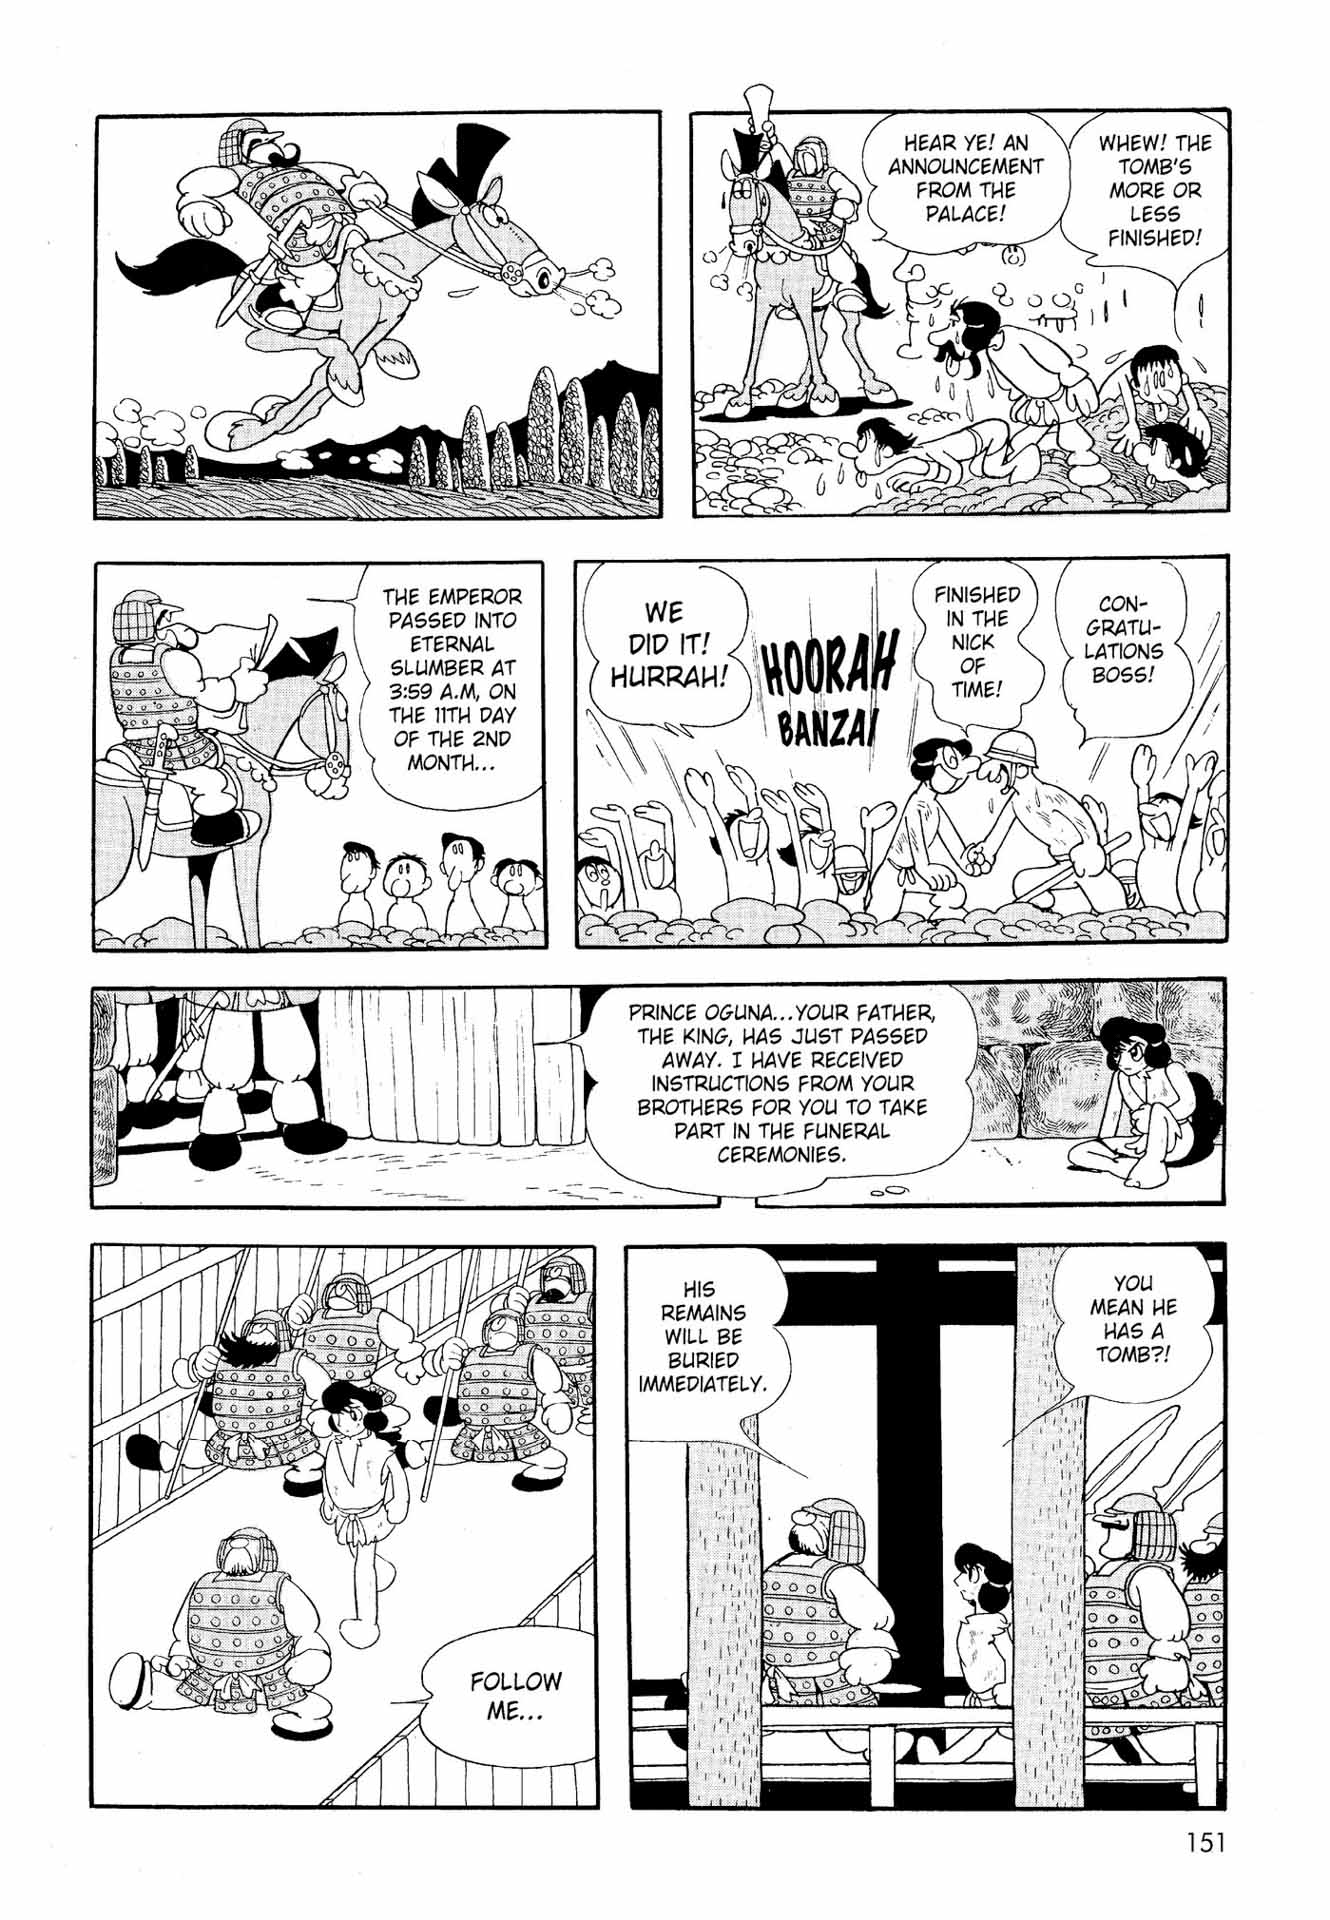 HEAR YE! AN
ANNOUNCEMENT
FROM THE
PALACE!
WHEW! THE
TOMB'S
MORE OR
LESS
FINISHED!
THE EMPEROR
PASSED INTO
ETERNAL
SLUMBER AT
3:59 A.M, ON
THE 11TH DAY
OF THE 2ND
MONTH...
WE
DID IT!
HURRAH!
HOORAH
BANZAI
FINISHED
IN THE
NICK
OF
TIME!
CON-
GRATU-
LATIONS
BOSS!
PRINCE OGUNA...YOUR FATHER,
THE KING, HAS JUST PASSED
AWAY. I HAVE RECEIVED
INSTRUCTIONS FROM YOUR
BROTHERS FOR YOU TO TAKE
PART IN THE FUNERAL
CEREMONIES.
FOLLOW
ME...
HIS
REMAINS
WILL BE
BURIED
IMMEDIATELY.
YOU
MEAN HE
HAS A
TOMB?!
151